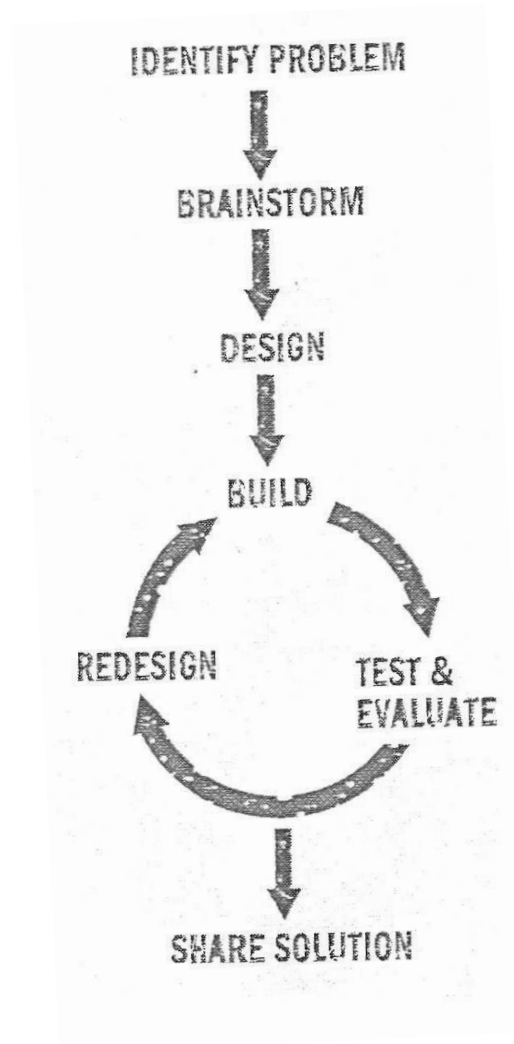 IDENTIFY PROBLEM
BRAINSTORM
DESIGN
BUILD
REDESIGN
TEST &
EVALUATE
SHARE SOLUTION